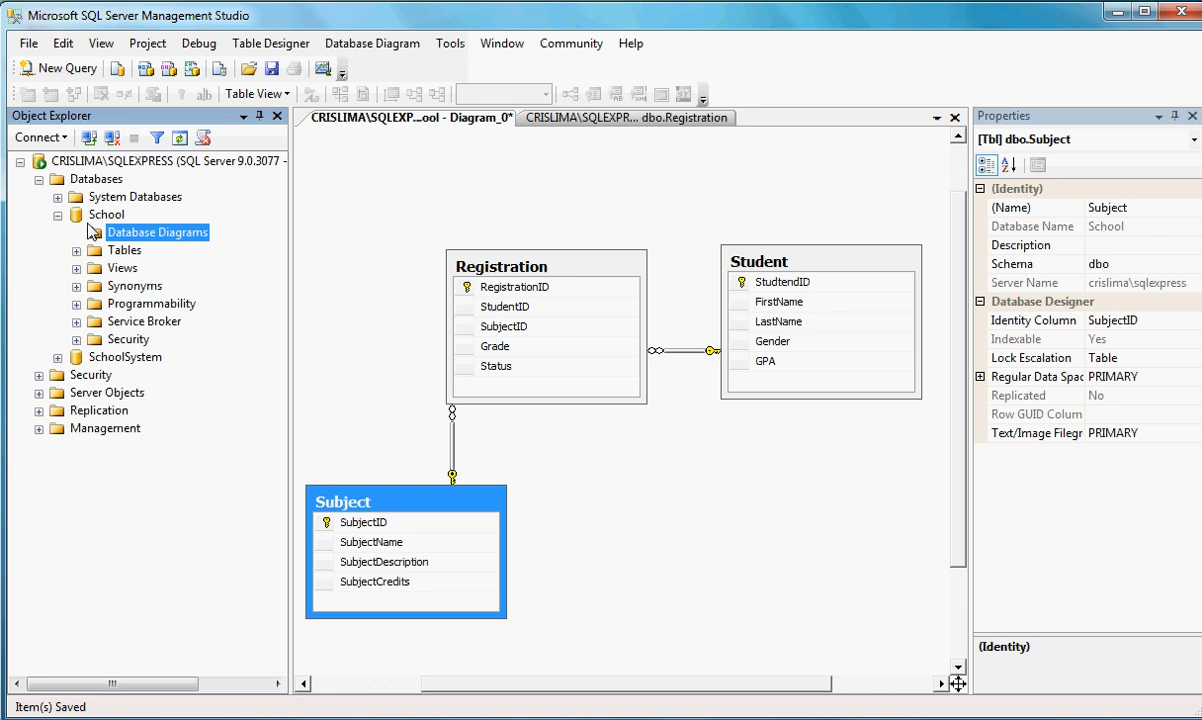 Microsoft SQL Server Management Studio
File Edit View Project Debug Table Designer Database Diagram Tools Window Community Help
New Query
Table View
Object Explorer
Connect
CRISLIMA\SQLEXPRESS (SQL Server 9.0.3077 -
Databases
System Databases
School
Database Diagrams
Tables
Views
Synonyms
Programmability
Service Broker
Security
SchoolSystem
Security
Server Objects
Replication
Management
CRISLIMA\SQLEXP...ool - Diagram_0*
CRISLIMA\SQLEXPR... dbo.Registration
Registration
RegistrationID
StudentID
SubjectID
Grade
Status
Student
StudtendID
FirstName
LastName
Gender
GPA
Subject
SubjectID
SubjectName
SubjectDescription
SubjectCredits
Properties
[Tbl] dbo.Subject
(Identity)
(Name) Subject
Database Name School
Description
Schema dbo
Server Name crislima\sqlexpress
Database Designer
Identity Column SubjectID
Indexable Yes
Lock Escalation Table
Regular Data Spac PRIMARY
Replicated No
Row GUID Colum
Text/Image Filegr PRIMARY
(Identity)
Item(s) Saved